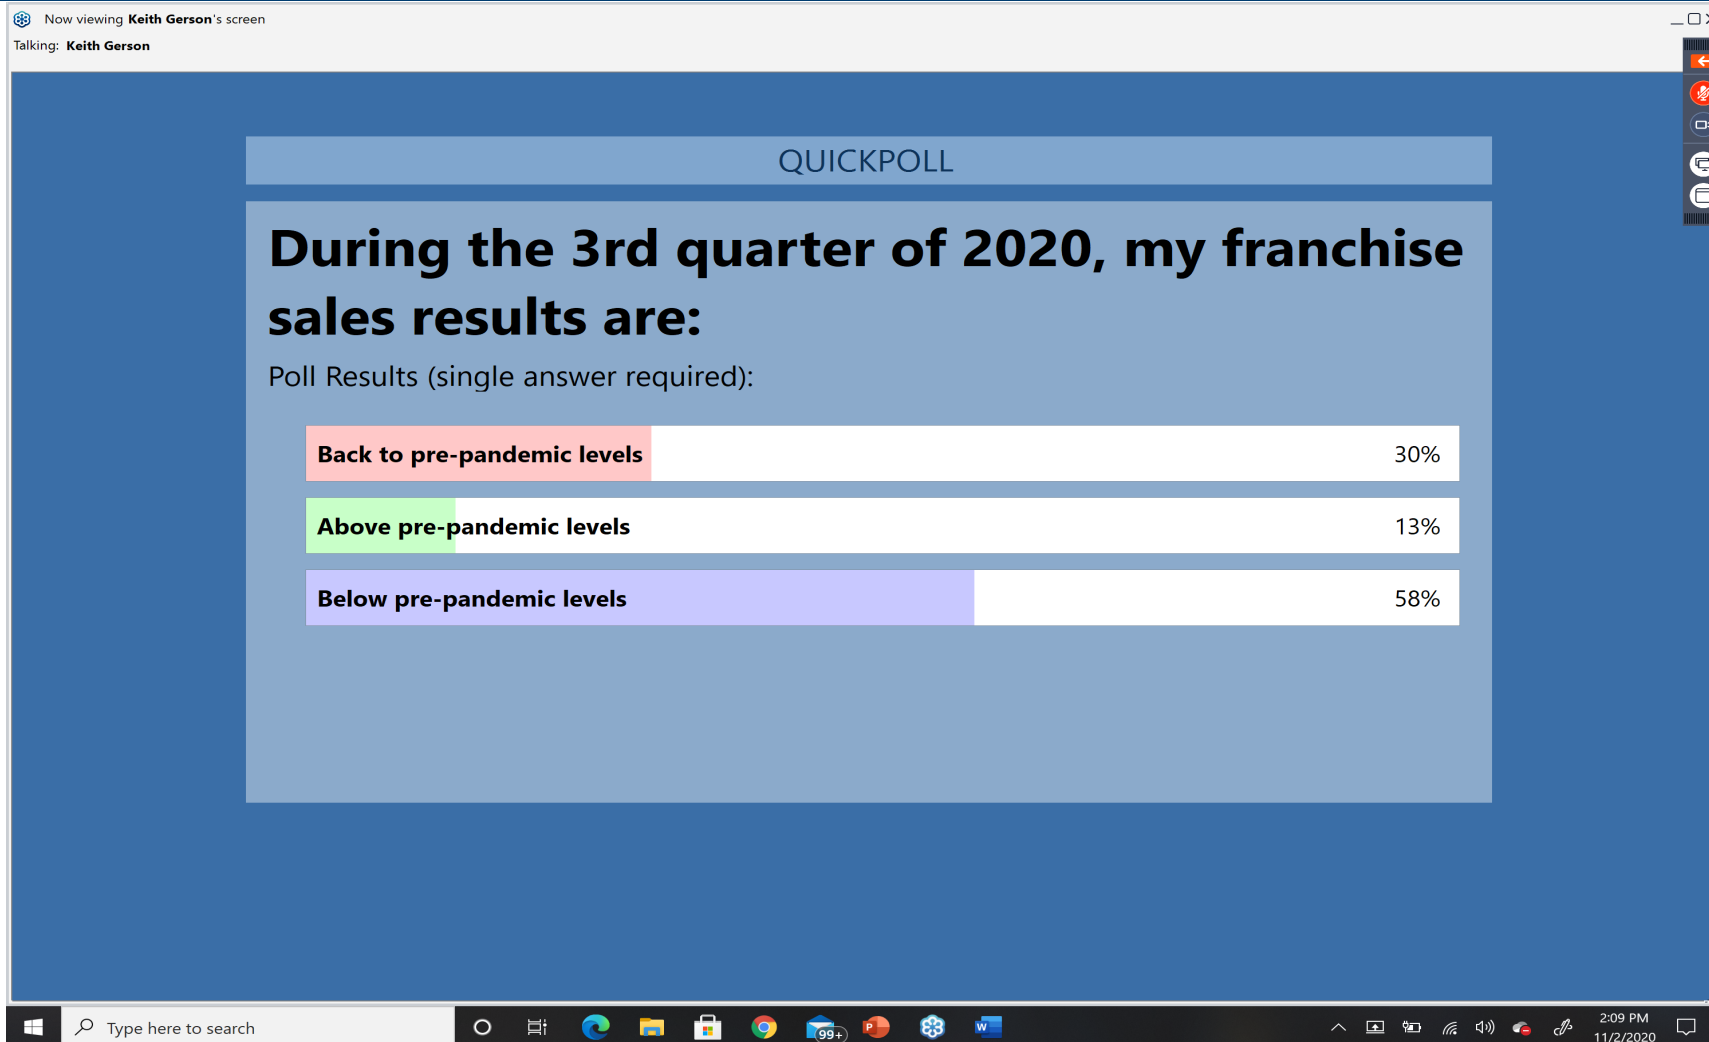 Now viewing Keith Gerson's screen
Talking: Keith Gerson
QUICKPOLL
During the 3rd quarter of 2020, my franchise
sales results are:
Poll Results (single answer required):
Back to pre-pandemic levels 30%
Above pre-pandemic levels 13%
Below pre-pandemic levels 58%
Type here to search
99+
P
W
2:09 PM
11/2/2020